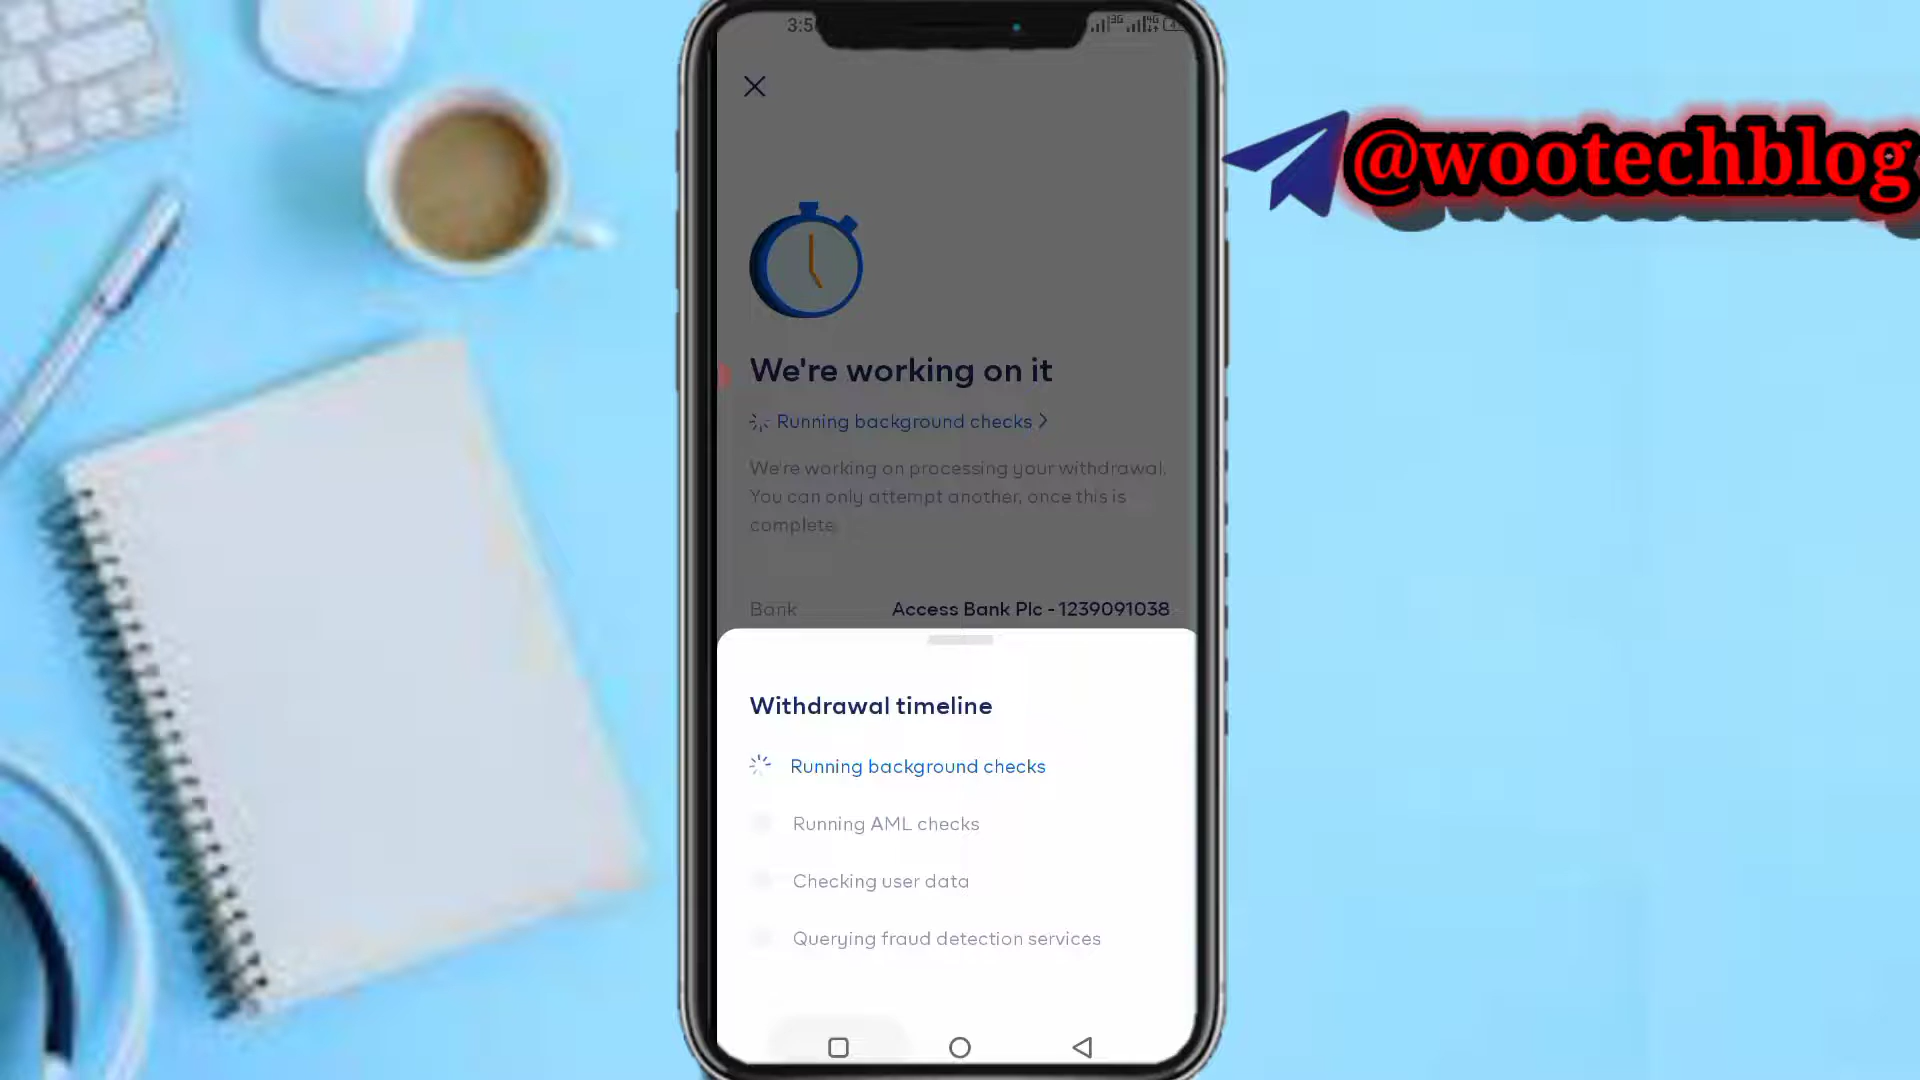 3:5
3G
4G
@wootechblog
We're working on it
Running background checks >
We're working on processing your withdrawal.
You can only attempt another, once this is
complete
Bank
Access Bank Plc - 1239091038
Withdrawal timeline
Running background checks
Running AML checks
Checking user data
Querying fraud detection services